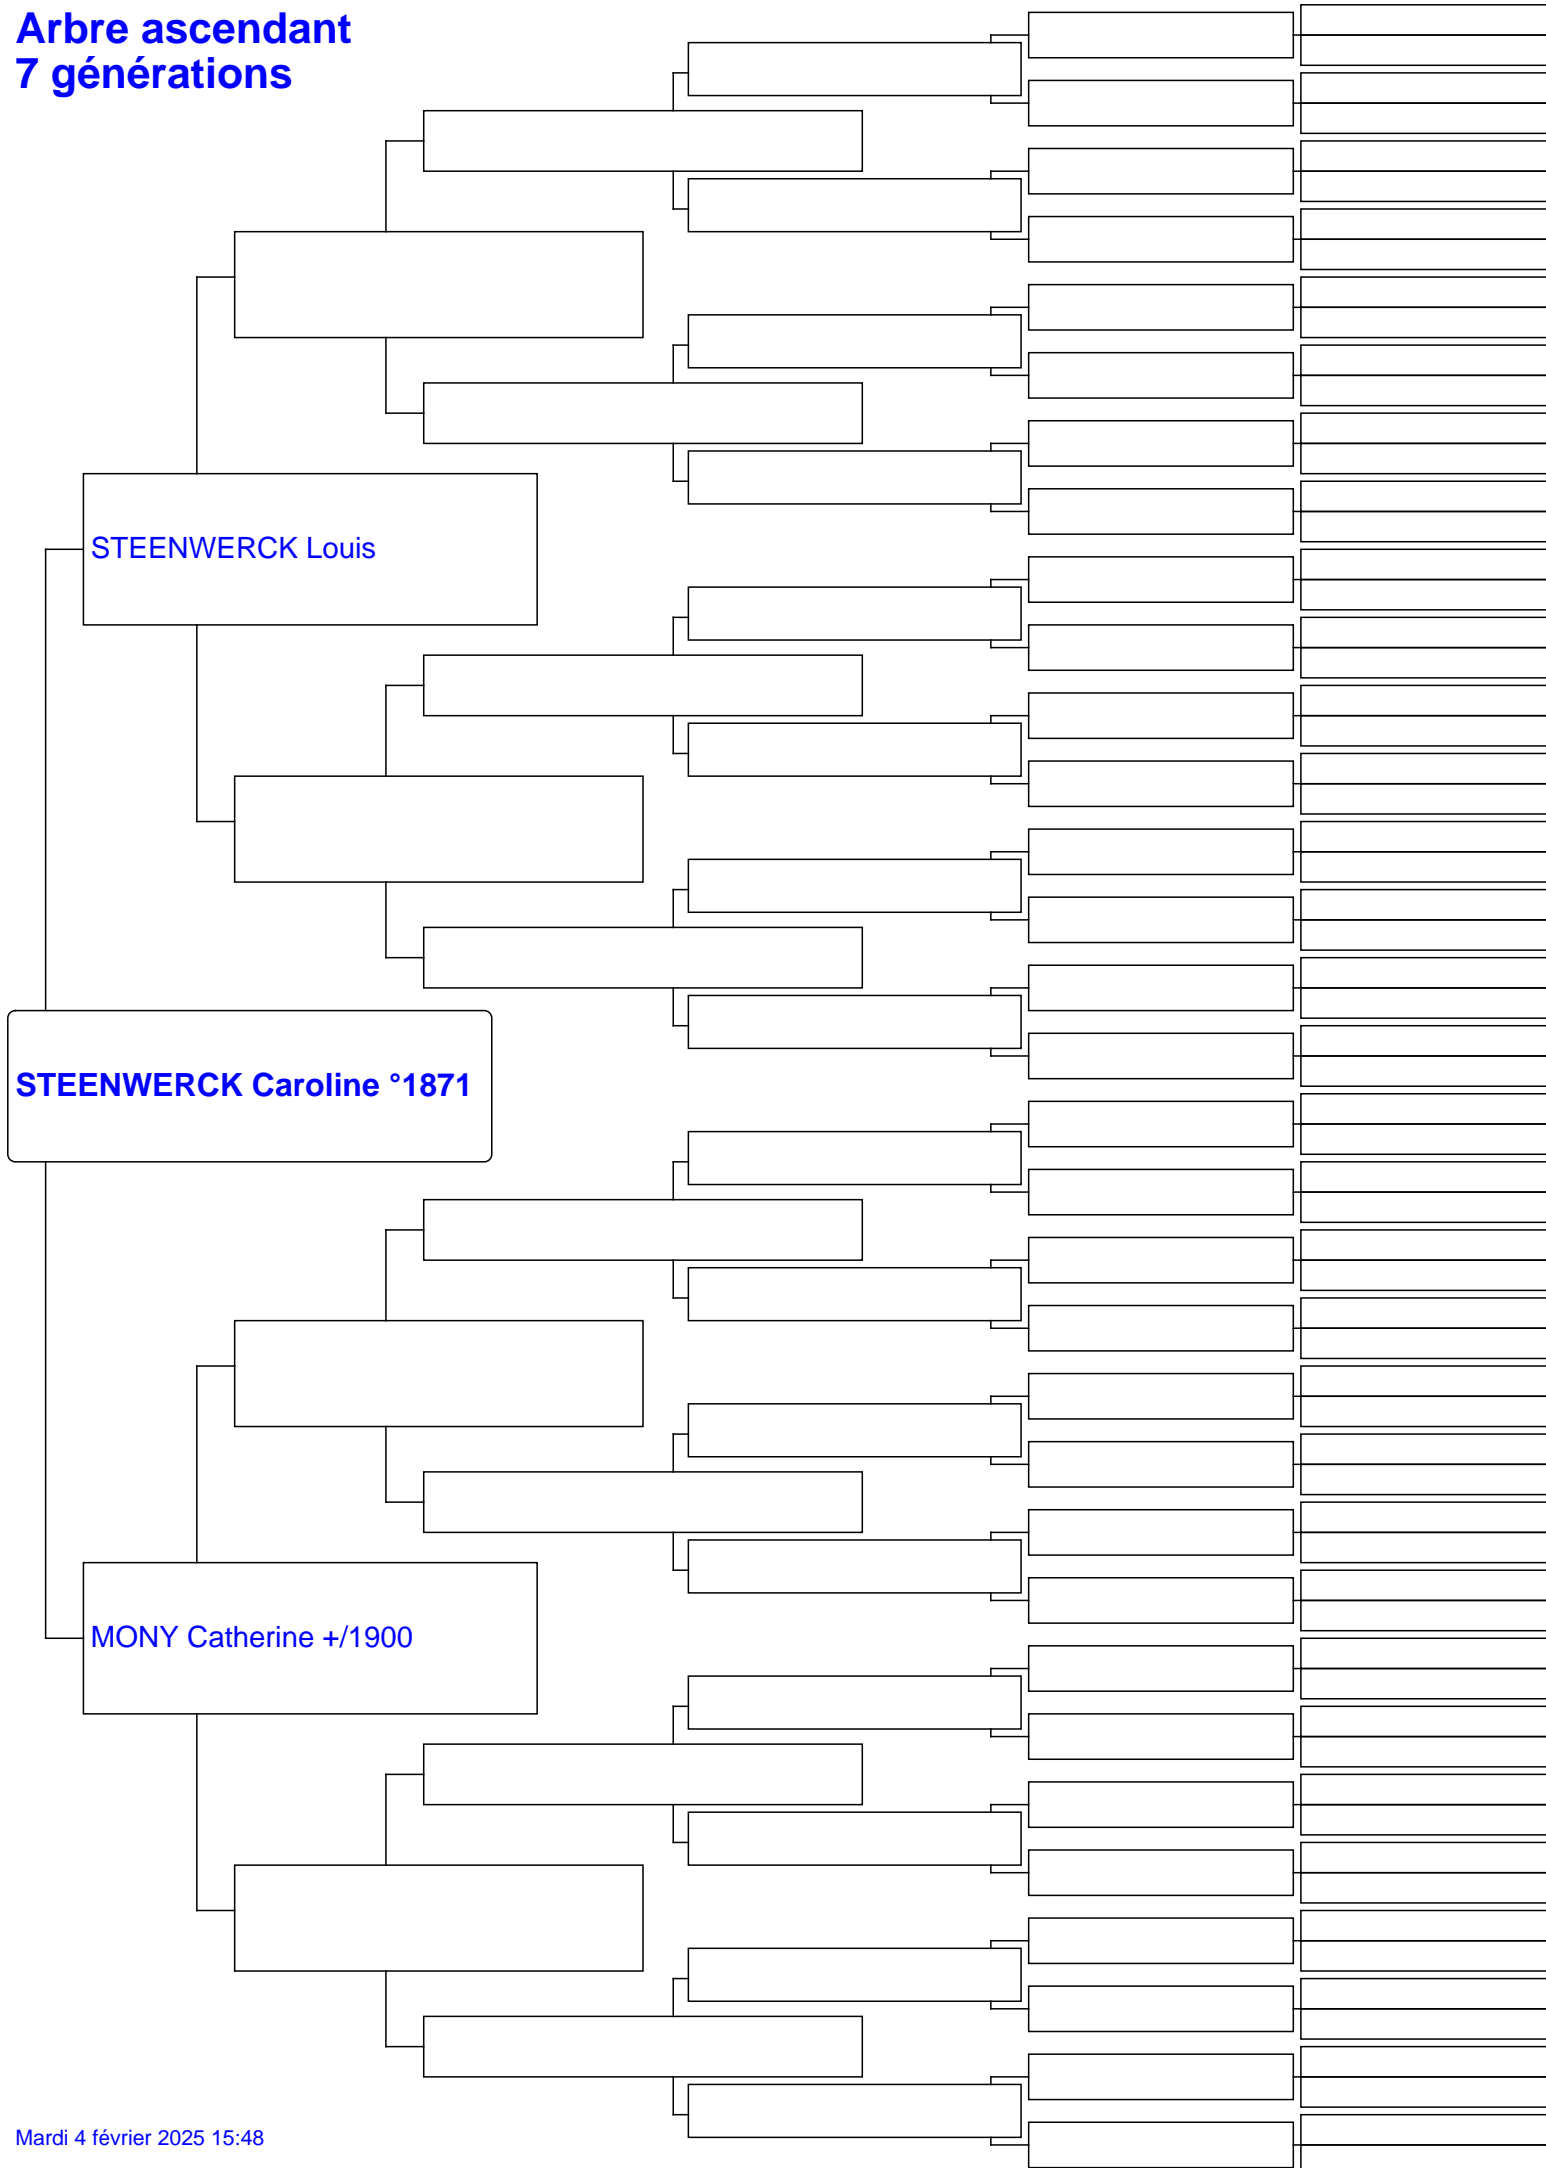 Arbre ascendant
7 générations
STEENWERCK Louis
STEENWERCK Caroline °1871
MONY Catherine +/1900
Mardi 4 février 2025 15:48